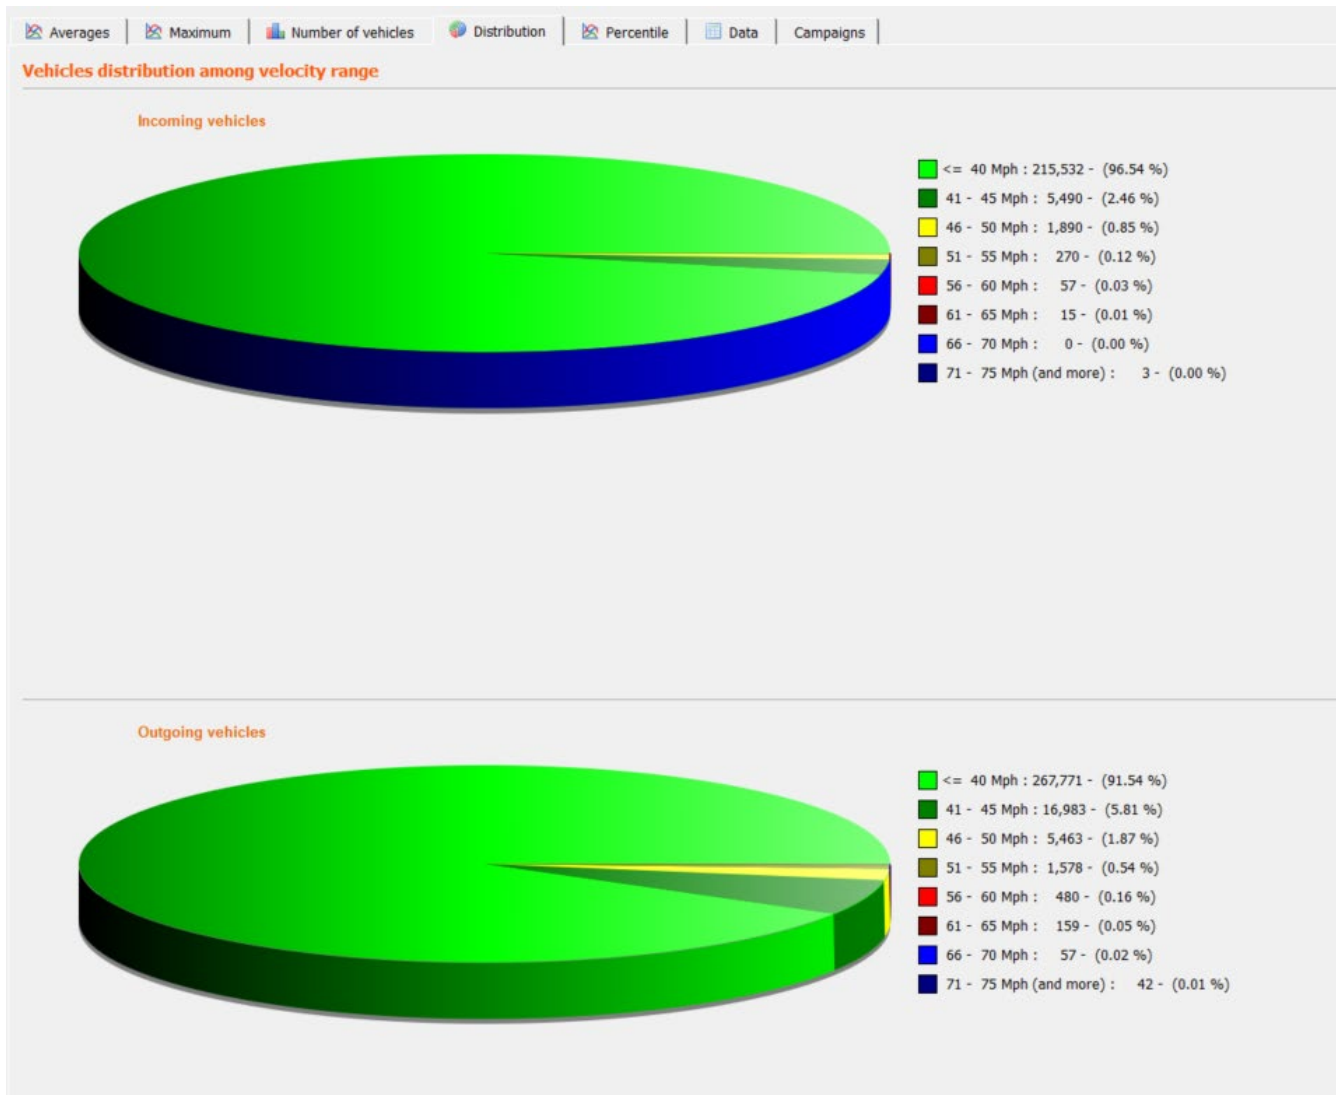 Averages Maximum Number of vehicles Distribution Percentile Data Campaigns
Vehicles distribution among velocity range
Incoming vehicles
<= 40 Mph : 215,532 - (96.54 %)
41 - 45 Mph : 5,490 - (2.46 %)
46 - 50 Mph : 1,890 - (0.85 %)
51 - 55 Mph : 270 - (0.12 %)
56 - 60 Mph : 57 - (0.03 %)
61 - 65 Mph : 15 - (0.01 %)
66 - 70 Mph : 0 - (0.00 %)
71 - 75 Mph (and more) : 3 - (0.00 %)
Outgoing vehicles
<= 40 Mph : 267,771 - (91.54 %)
41 - 45 Mph : 16,983 - (5.81 %)
46 - 50 Mph : 5,463 - (1.87 %)
51 - 55 Mph : 1,578 - (0.54 %)
56 - 60 Mph : 480 - (0.16 %)
61 - 65 Mph : 159 - (0.05 %)
66 - 70 Mph : 57 - (0.02 %)
71 - 75 Mph (and more) : 42 - (0.01 %)